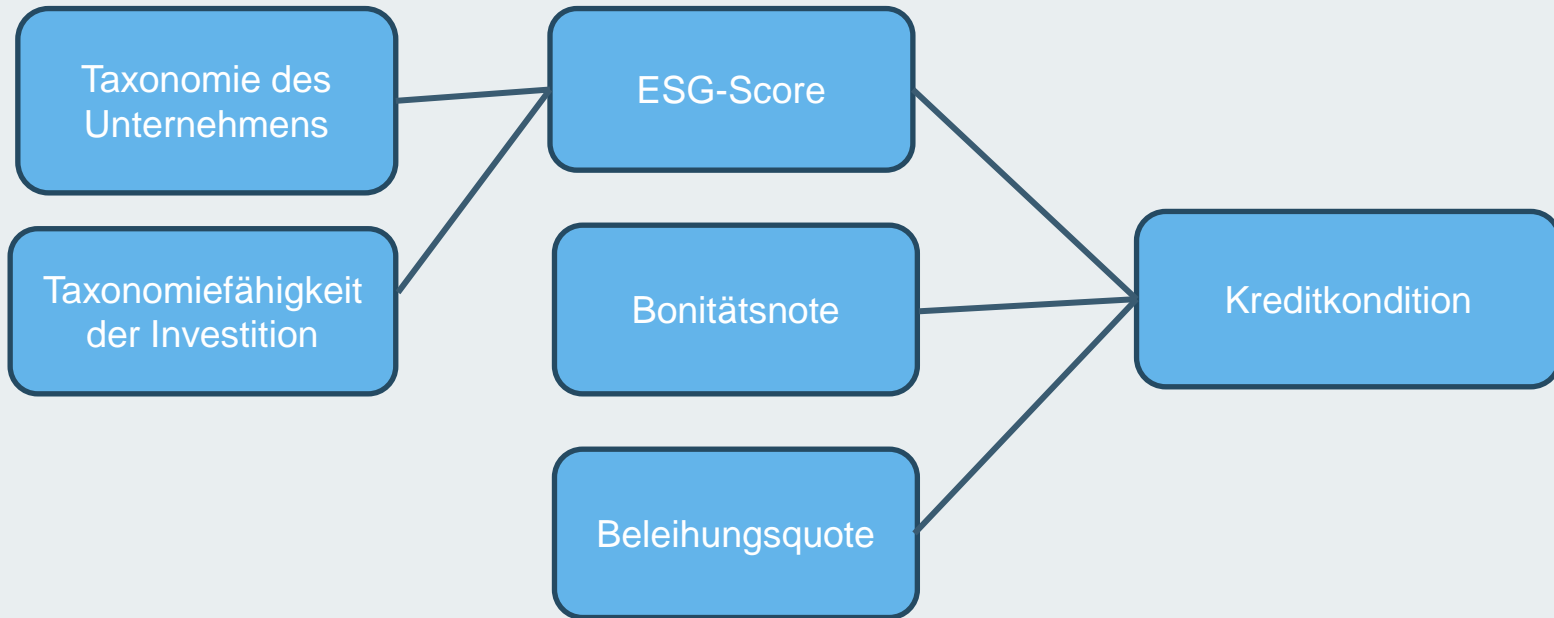 Taxonomie des
Unternehmens
Taxonomiefähigkeit
der Investition
ESG-Score
Bonitätsnote
Beleihungsquote
Kreditkondition